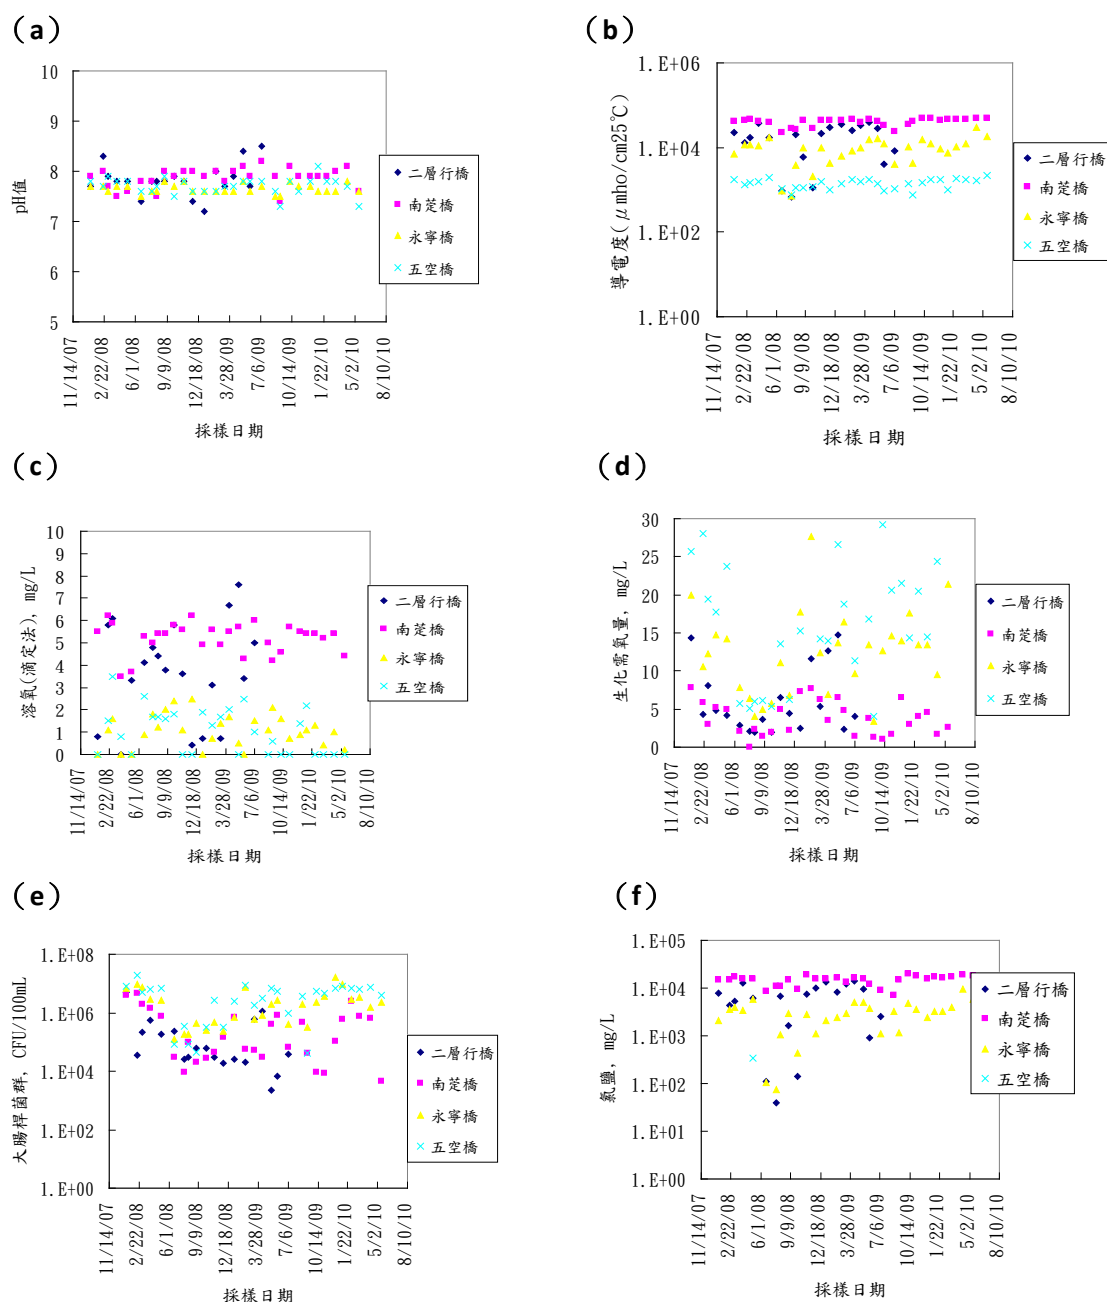 (a)
10
9
8
7
6
5
pH值
11/14/07
2/22/08
6/1/08
9/9/08
12/18/08
3/28/09
7/6/09
10/14/09
1/22/10
5/2/10
8/10/10
採樣日期
二層行橋
南萣橋
永寧橋
五空橋
(b)
1.E+06
1.E+04
1.E+02
1.E+00
導電度(μmho/cm25℃)
11/14/07
2/22/08
6/1/08
9/9/08
12/18/08
3/28/09
7/6/09
10/14/09
1/22/10
5/2/10
8/10/10
採樣日期
二層行橋
南萣橋
永寧橋
五空橋
(c)
10
9
8
7
6
5
4
3
2
1
0
溶氧(滴定法), mg/L
11/14/07
2/22/08
6/1/08
9/9/08
12/18/08
3/28/09
7/6/09
10/14/09
1/22/10
5/2/10
8/10/10
採樣日期
二層行橋
南萣橋
永寧橋
五空橋
(d)
30
25
20
15
10
5
0
生化需氧量, mg/L
11/14/07
2/22/08
6/1/08
9/9/08
12/18/08
3/28/09
7/6/09
10/14/09
1/22/10
5/2/10
8/10/10
採樣日期
二層行橋
南萣橋
永寧橋
五空橋
(e)
1.E+08
1.E+06
1.E+04
1.E+02
1.E+00
大腸桿菌群, CFU/100mL
11/14/07
2/22/08
6/1/08
9/9/08
12/18/08
3/28/09
7/6/09
10/14/09
1/22/10
5/2/10
8/10/10
採樣日期
二層行橋
南萣橋
永寧橋
五空橋
(f)
1.E+05
1.E+04
1.E+03
1.E+02
1.E+01
1.E+00
氯鹽, mg/L
11/14/07
2/22/08
6/1/08
9/9/08
12/18/08
3/28/09
7/6/09
10/14/09
1/22/10
5/2/10
8/10/10
採樣日期
二層行橋
南萣橋
永寧橋
五空橋